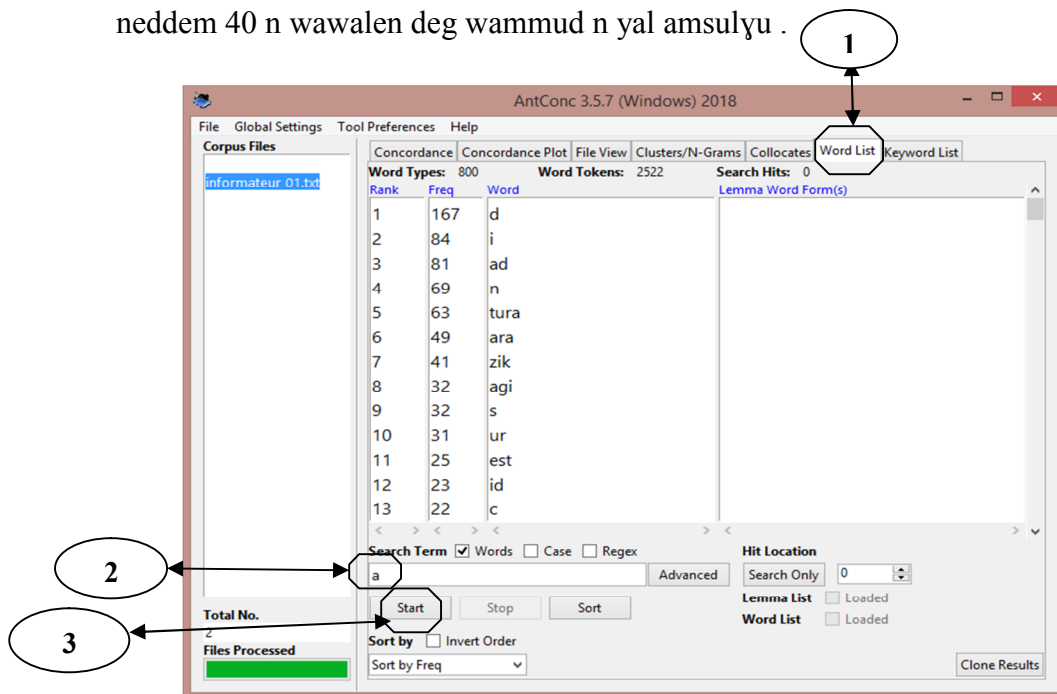 neddem 40 n wawalen deg wammud n yal amsulɣu .
1
AntConc 3.5.7 (Windows) 2018
File Global Settings Tool Preferences Help
Corpus Files
informateur 01.txt
Concordance Concordance Plot File View Clusters/N-Grams Collocates Word List Keyword List
Word Types: 800 Word Tokens: 2522 Search Hits: 0
Rank Freq Word Lemma Word Form(s)
1 167 d
2 84 i
3 81 ad
4 69 n
5 63 tura
6 49 ara
7 41 zik
8 32 agi
9 32 s
10 31 ur
11 25 est
12 23 id
13 22 c
Search Term Words Case Regex Hit Location
2
a Advanced Search Only 0
Start Stop Sort Lemma List Loaded
Word List Loaded
Total No.
2
Files Processed
3
Sort by Invert Order
Sort by Freq Clone Results